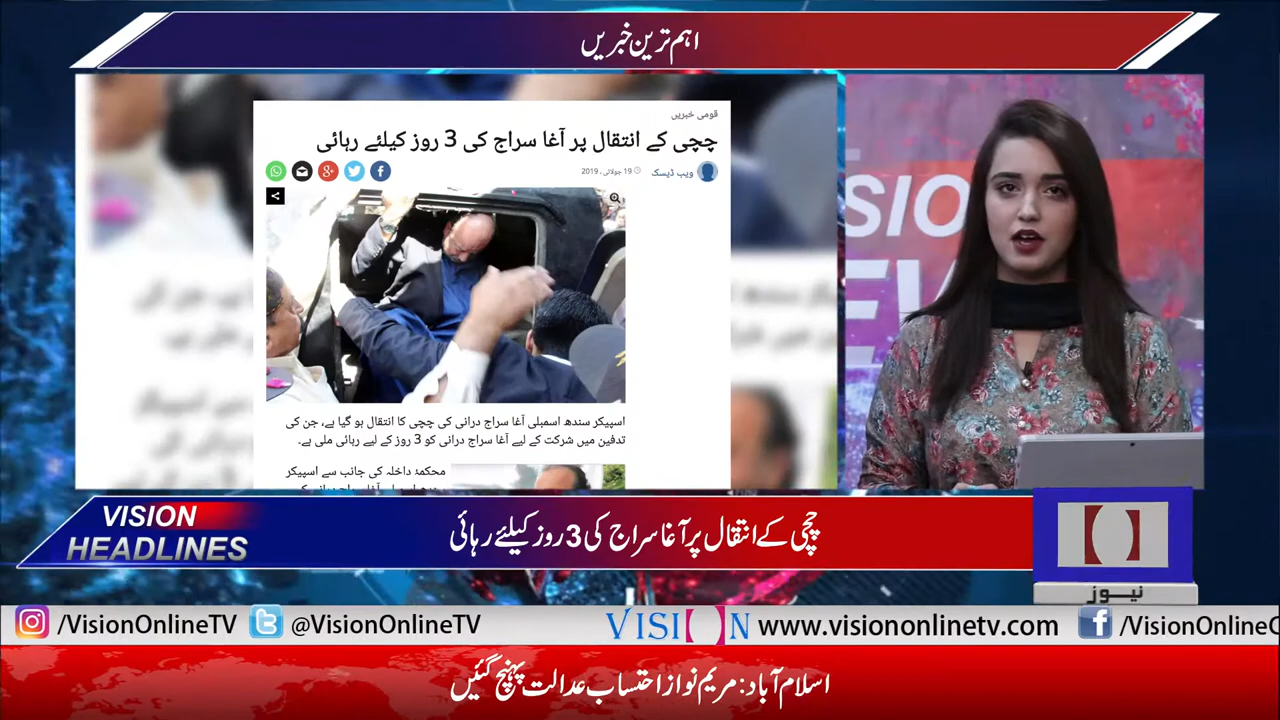 اہم ترین خبریں
قومی خبریں
چچی کے انتقال پر آغا سراج کی 3 روز کیلئے رہائی
ویب ڈیسک
19 جولائی ، 2019
اسپیکر سندھ اسمبلی آغا سراج درانی کی چچی کا انتقال ہو گیا ہے، جن کی
تدفین میں شرکت کے لیے آغا سراج درانی کو 3 روز کے لیے رہائی ملی ہے۔
محکمۂ داخلہ کی جانب سے اسپیکر
VISION
HEADLINES
چچی کے انتقال پر آغا سراج کی 3 روز کیلئے رہائی
نیوز
/VisionOnlineTV
@VisionOnlineTV
VISION
www.visiononlinetv.com
/VisionOnlineC
اسلام آباد: مریم نواز احتساب عدالت پہنچ گئیں